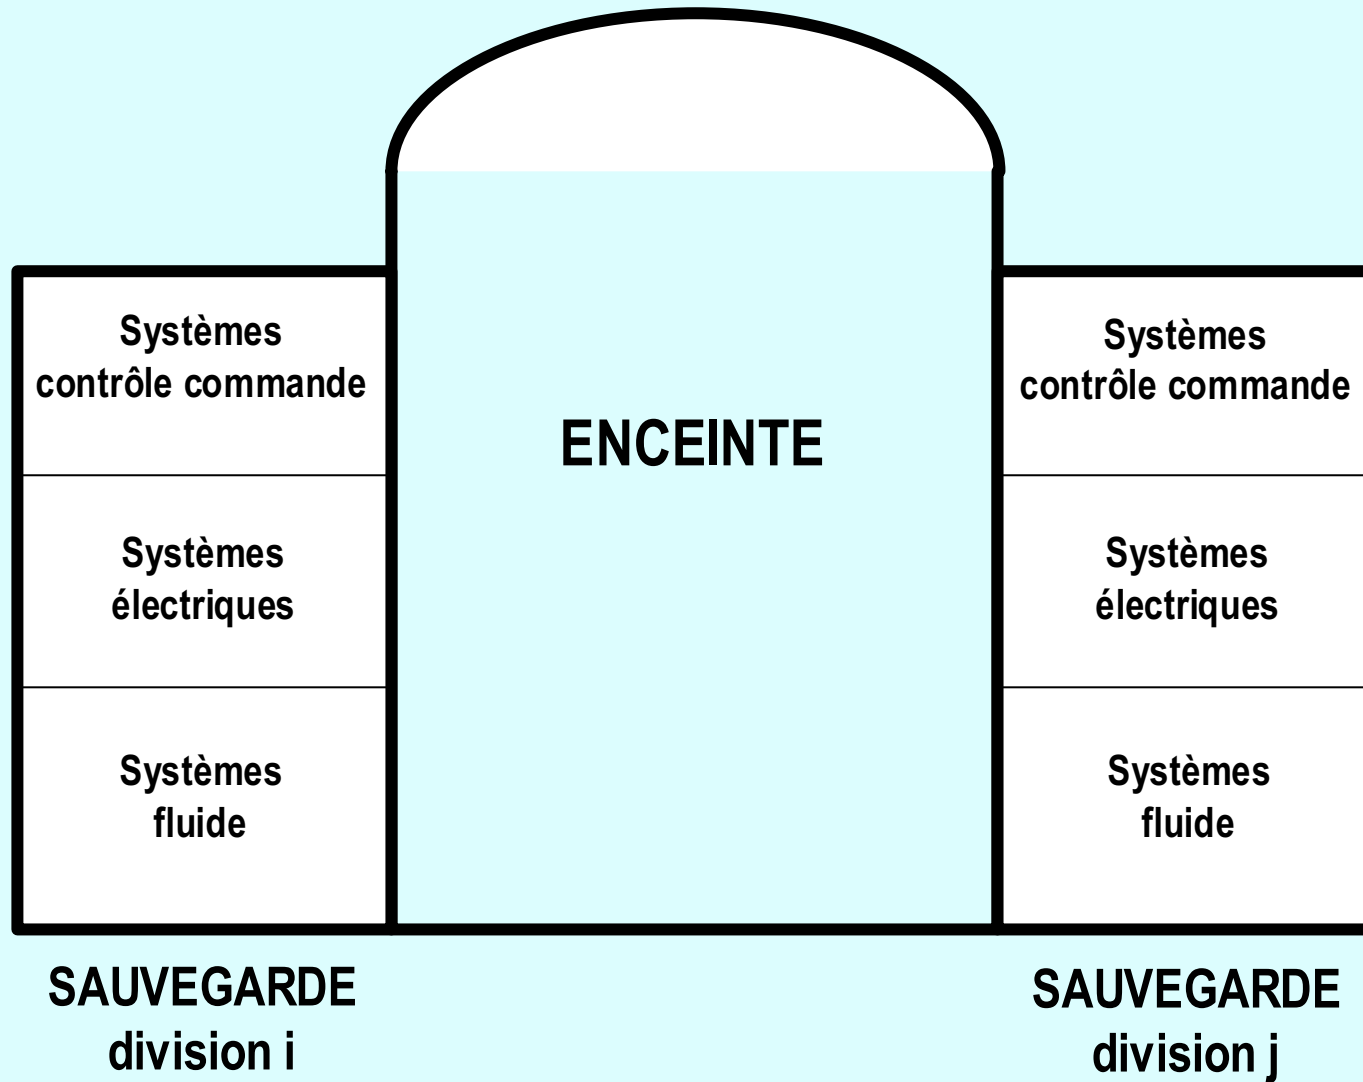 Systèmes
contrôle commande
Systèmes
électriques
Systèmes
fluide
SAUVEGARDE
division i
ENCEINTE
Systèmes
contrôle commande
Systèmes
électriques
Systèmes
fluide
SAUVEGARDE
division j